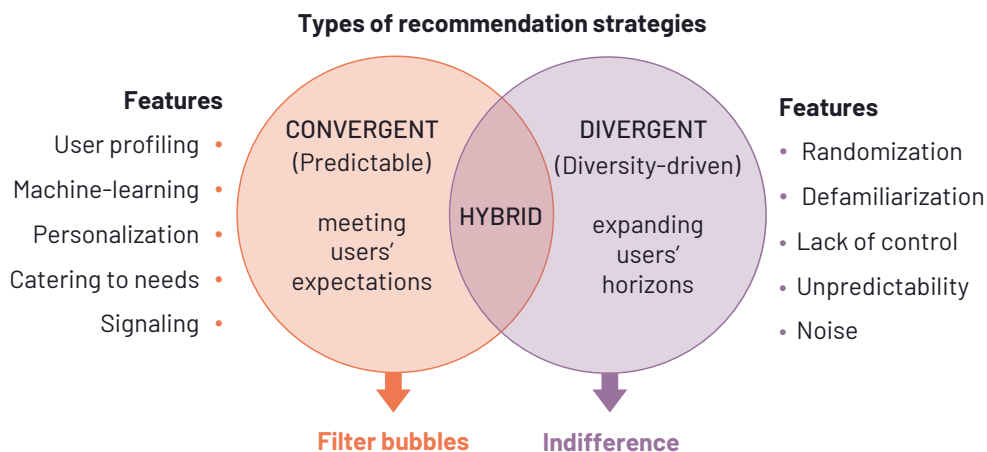 Types of recommendation strategies
Features
User profiling
Machine-learning
Personalization
Catering to needs
Signaling
CONVERGENT
(Predictable)
meeting
users’
expectations
HYBRID
DIVERGENT
(Diversity-driven)
expanding
users’
horizons
Features
Randomization
Defamiliarization
Lack of control
Unpredictability
Noise
Filter bubbles
Indifference